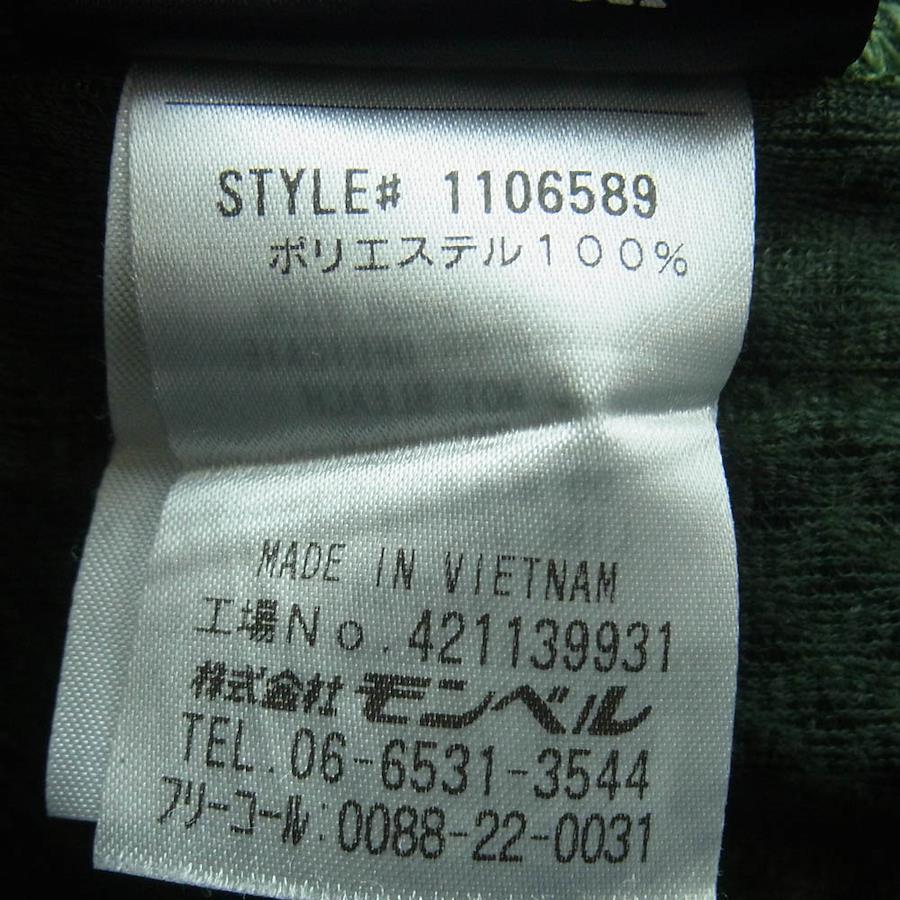 STYLE# 1106589
ポリエステル100%
MADE IN VIETNAM
工場No.421139931
株式会社モンベル
TEL.06-6531-3544
フリーコール:0088-22-0031